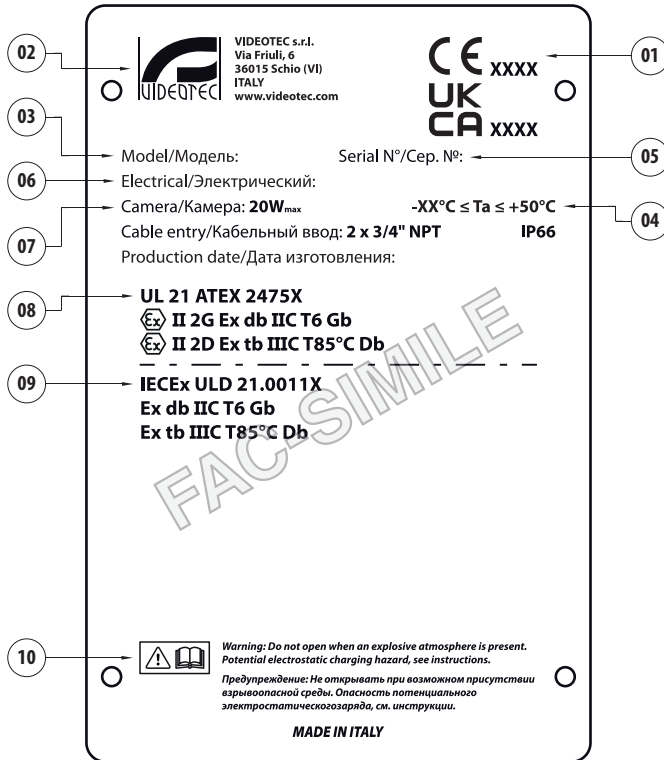 02
UIDEOTEC
VIDEOTEC s.r.l.
Via Friuli, 6
36015 Schio (VI)
ITALY
www.videotec.com
CE XXXX
01
UK
CA XXXX
03
Model/Модель:
Serial N°/Сер. №:
05
06
Electrical/Электрический:
07
Camera/Камера: 20Wmax
-XX°C ≤ Ta ≤ +50°C
04
Cable entry/Кабельный ввод: 2 x 3/4" NPT
IP66
Production date/Дата изготовления:
08
UL 21 ATEX 2475X
Ex II 2G Ex db IIC T6 Gb
Ex II 2D Ex tb IIIC T85°C Db
09
IECEx ULD 21.0011X
Ex db IIC T6 Gb
Ex tb IIIC T85°C Db
FAC-SIMILE
10
Warning: Do not open when an explosive atmosphere is present.
Potential electrostatic charging hazard, see instructions.
Предупреждение: Не открывать при возможном присутствии
взрывоопасной среды. Опасность потенциального
электростатическогозаряда, см. инструкции.
MADE IN ITALY